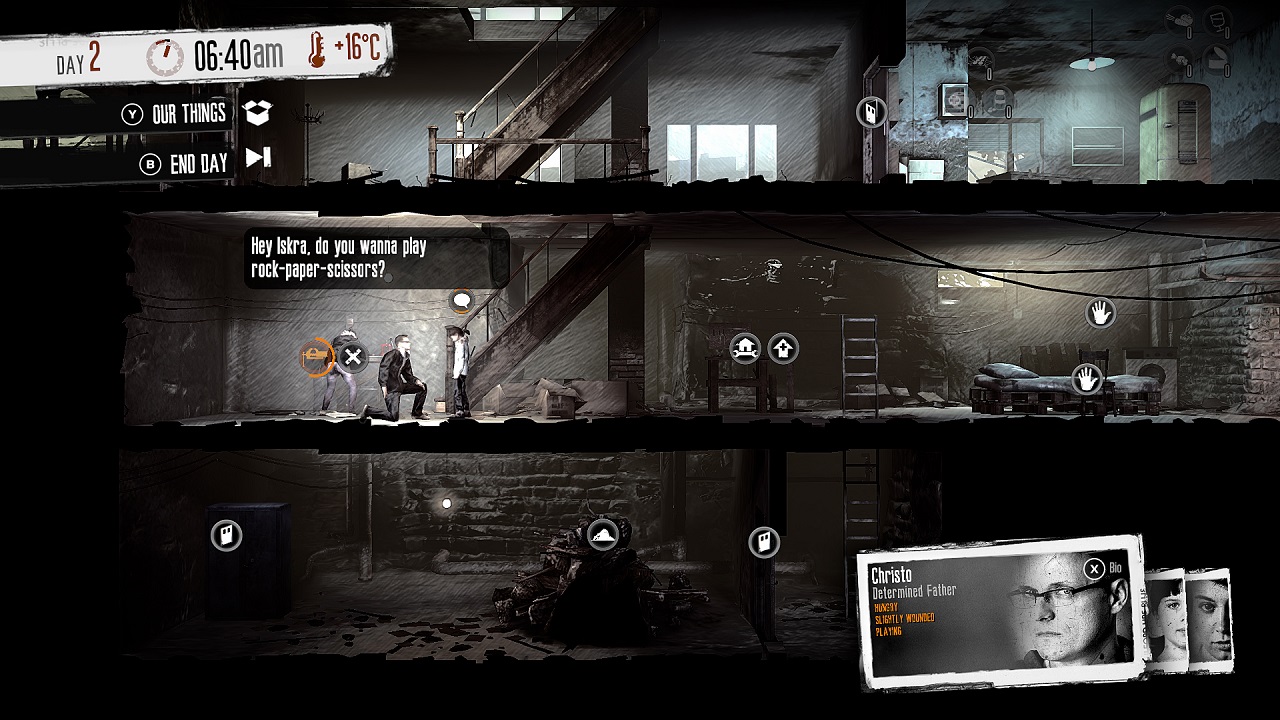 DAY 2
06:40am
+16°C
Y OUR THINGS
B END DAY
Hey Iskra, do you wanna play
rock-paper-scissors?
Christo
X Bio
Determined Father
HUNGRY
SLIGHTLY WOUNDED
PLAYING